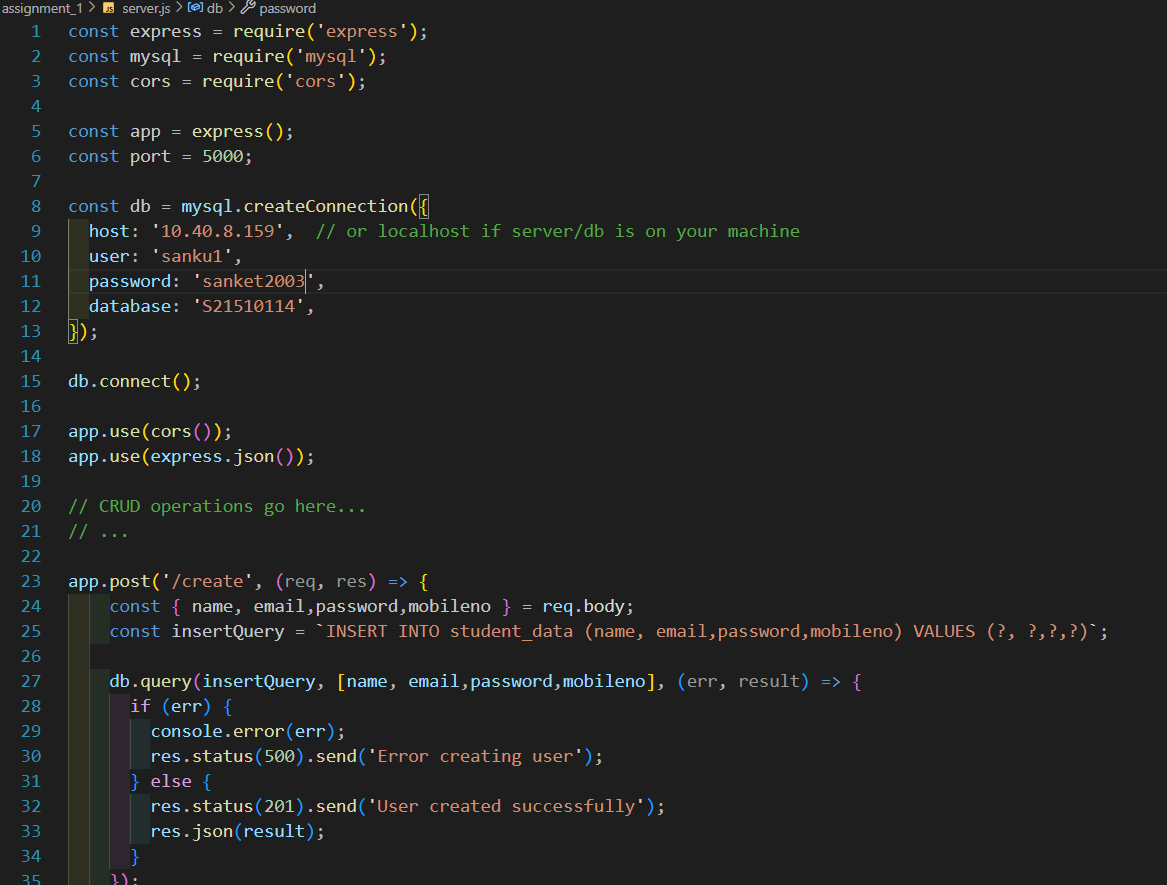 assignment_1 > JS server.js > db > password
1 const express = require('express');
2 const mysql = require('mysql');
3 const cors = require('cors');
4
5 const app = express();
6 const port = 5000;
7
8 const db = mysql.createConnection({
9   host: '10.40.8.159',  // or localhost if server/db is on your machine
10   user: 'sanku1',
11   password: 'sanket2003',
12   database: 'S21510114',
13 });
14
15 db.connect();
16
17 app.use(cors());
18 app.use(express.json());
19
20 // CRUD operations go here...
21 // ...
22
23 app.post('/create', (req, res) => {
24     const { name, email,password,mobileno } = req.body;
25     const insertQuery = `INSERT INTO student_data (name, email,password,mobileno) VALUES (?, ?,?,?)`;
26
27     db.query(insertQuery, [name, email,password,mobileno], (err, result) => {
28       if (err) {
29         console.error(err);
30         res.status(500).send('Error creating user');
31       } else {
32         res.status(201).send('User created successfully');
33         res.json(result);
34       }
35     });